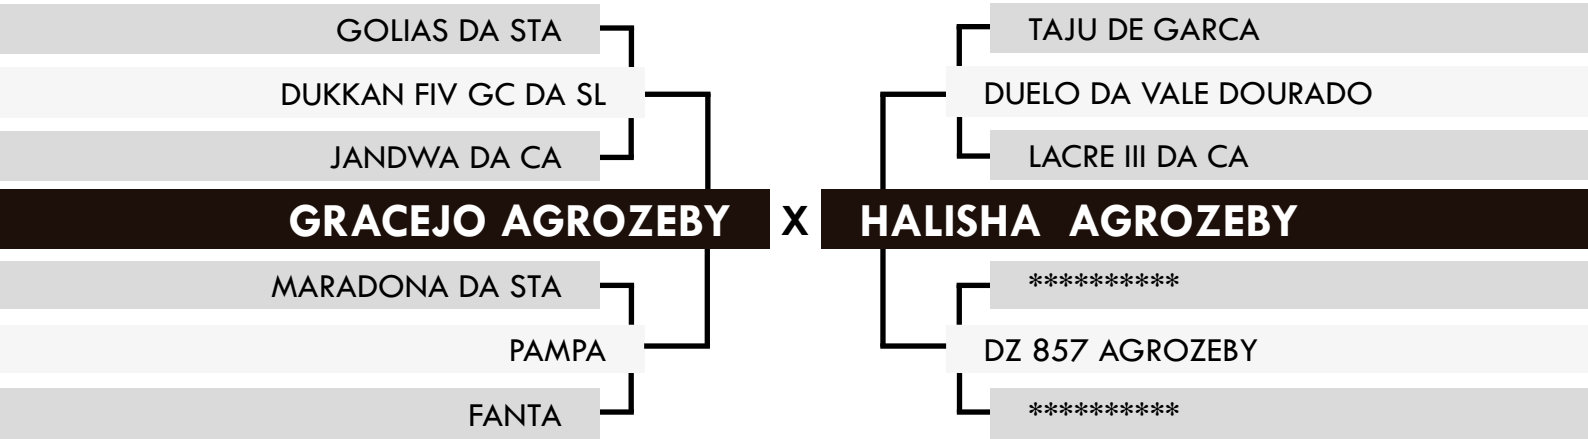 GOLIAS DA STA
DUKKAN FIV GC DA SL
JANDWA DA CA
TAJU DE GARCA
DUELO DA VALE DOURADO
LACRE III DA CA
GRACEJO AGROZEBY X HALISHA AGROZEBY
MARADONA DA STA
PAMPA
FANTA
**********
DZ 857 AGROZEBY
**********